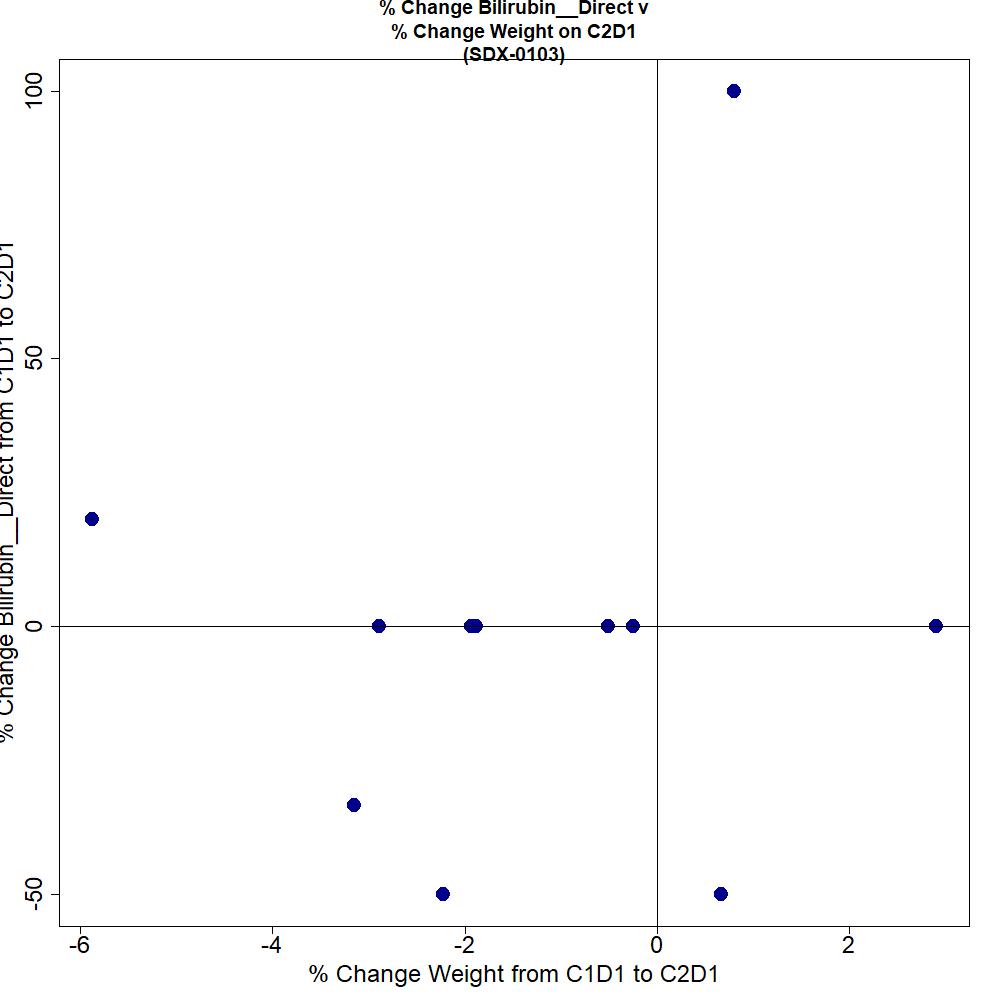 % Change Bilirubin__Direct v
% Change Weight on C2D1
(SDX-0103)
% Change Bilirubin__Direct from C1D1 to C2D1
100
50
0
-50
-6 -4 -2 0 2
% Change Weight from C1D1 to C2D1